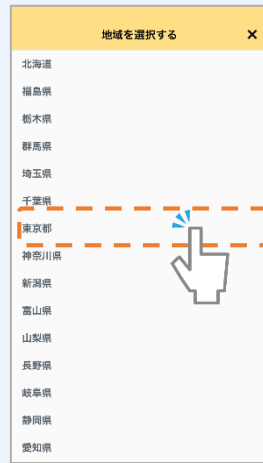 地域を選択する ×
北海道
福島県
栃木県
群馬県
埼玉県
千葉県
東京都
神奈川県
新潟県
富山県
山梨県
長野県
岐阜県
静岡県
愛知県